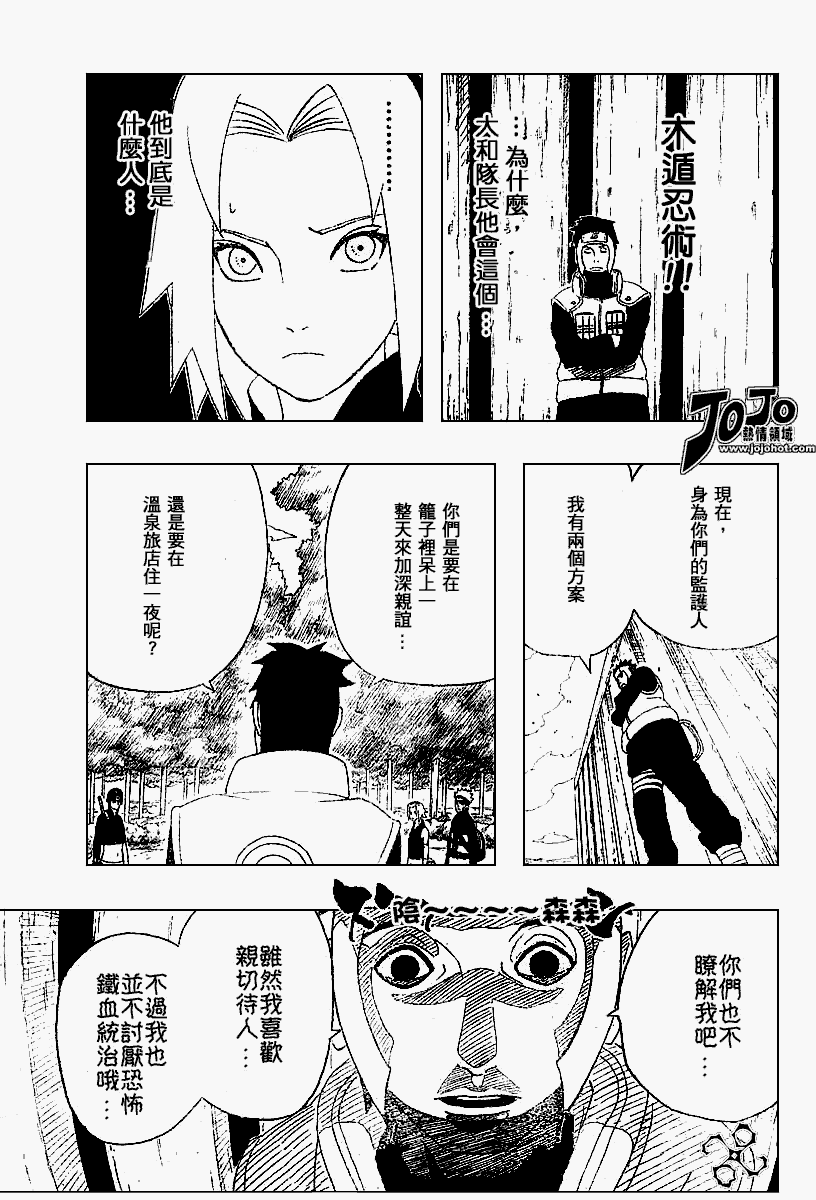 木遁忍術!!
…為什麼，
太和隊長他會這個…
………
他到底是
什麼人…
JOJO
熱情領域
www.jojohot.com
現在，
身為你們的監護人
我有兩個方案
你們是要在
籠子裡呆上一
整天來加深親誼…
還是要在
溫泉旅店住一夜呢？
陰～～～～森森
你們也不
瞭解我吧…
雖然我喜歡
親切待人…
不過我也
並不討厭恐怖
鐵血統治哦…